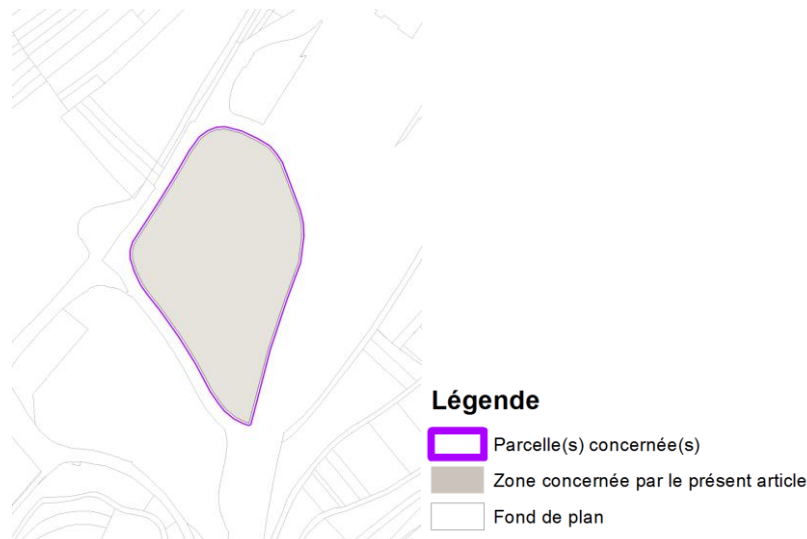 Légende
Parcelle(s) concernée(s)
Zone concernée par le présent article
Fond de plan